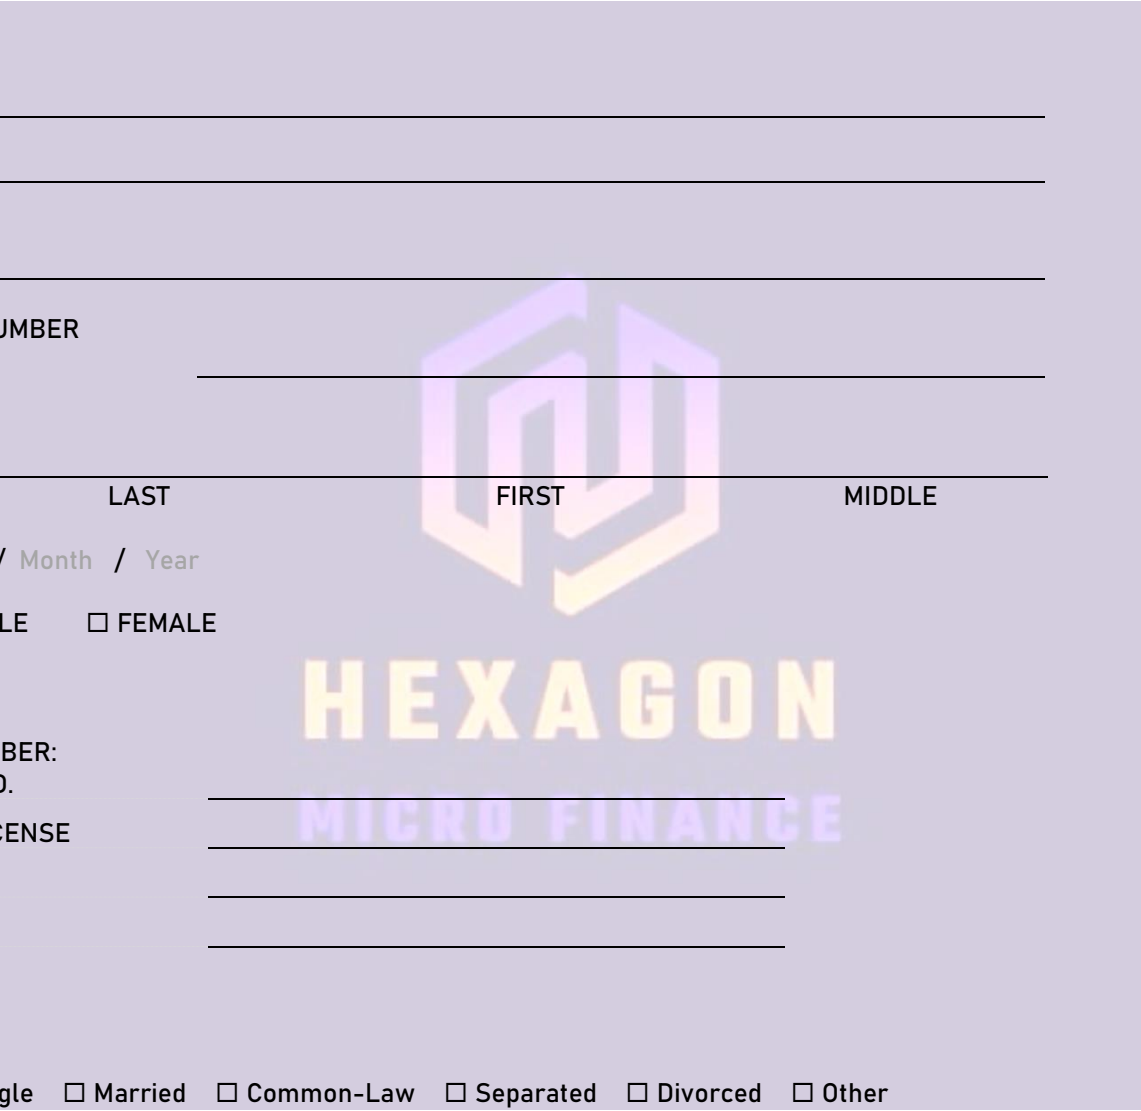 UMBER
LAST FIRST MIDDLE
/ Month / Year
LE ☐ FEMALE
HEXAGON
BER:
D.
MICRO FINANCE
CENSE
gle ☐ Married ☐ Common-Law ☐ Separated ☐ Divorced ☐ Other